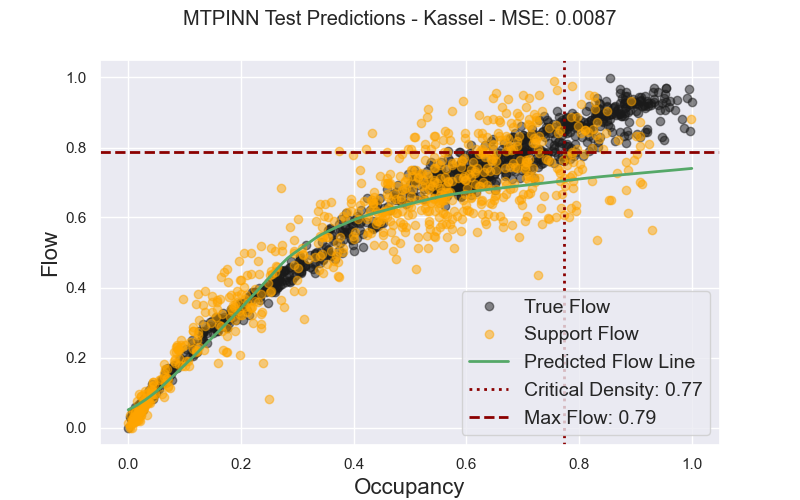 MTPINN Test Predictions - Kassel - MSE: 0.0087
1.0
0.8
0.6
0.4
0.2
0.0
Flow
True Flow
Support Flow
Predicted Flow Line
Critical Density: 0.77
Max Flow: 0.79
0.0 0.2 0.4 0.6 0.8 1.0
Occupancy